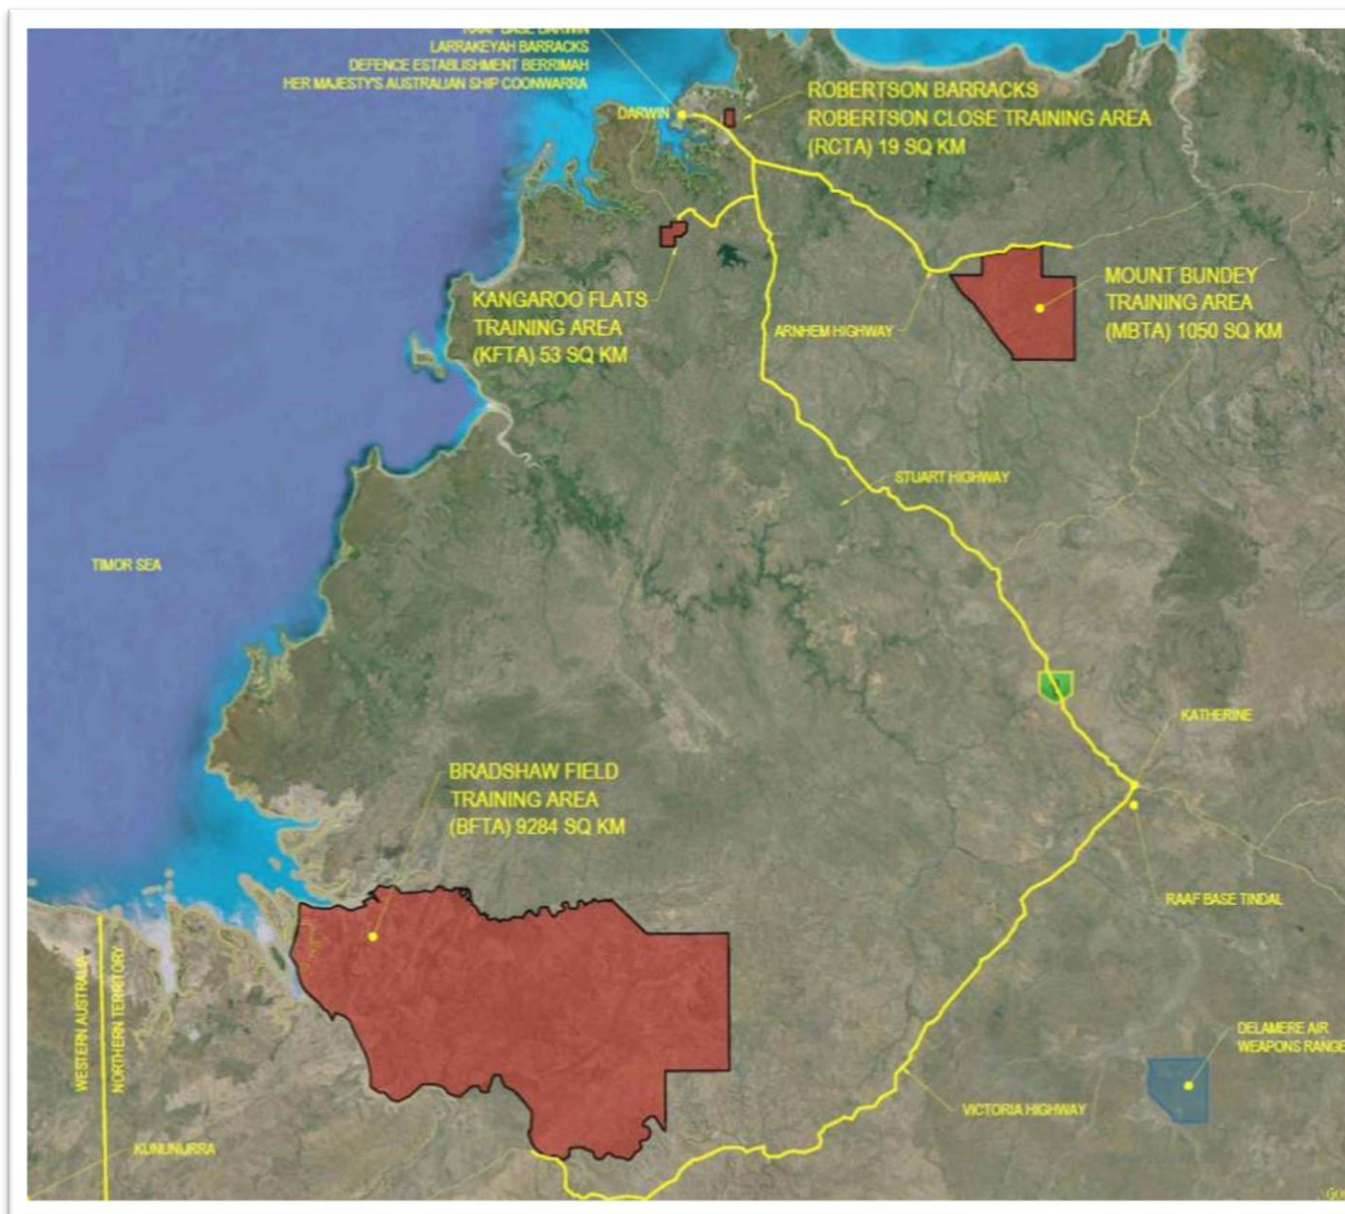 RAAF BASE DARWIN
LARRAKEYAH BARRACKS
DEFENCE ESTABLISHMENT BERRIMAH
HER MAJESTY'S AUSTRALIAN SHIP COONWARRA
DARWIN
ROBERTSON BARRACKS
ROBERTSON CLOSE TRAINING AREA
(RCTA) 19 SQ KM
KANGAROO FLATS
TRAINING AREA
(KFTA) 53 SQ KM
MOUNT BUNDEY
TRAINING AREA
(MBTA) 1050 SQ KM
ARNHEM HIGHWAY
STUART HIGHWAY
TIMOR SEA
KATHERINE
BRADSHAW FIELD
TRAINING AREA
(BFTA) 9284 SQ KM
RAAF BASE TINDAL
WESTERN AUSTRALIA
NORTHERN TERRITORY
DELAMERE AIR
WEAPONS RANGE
VICTORIA HIGHWAY
KUNUNURRA